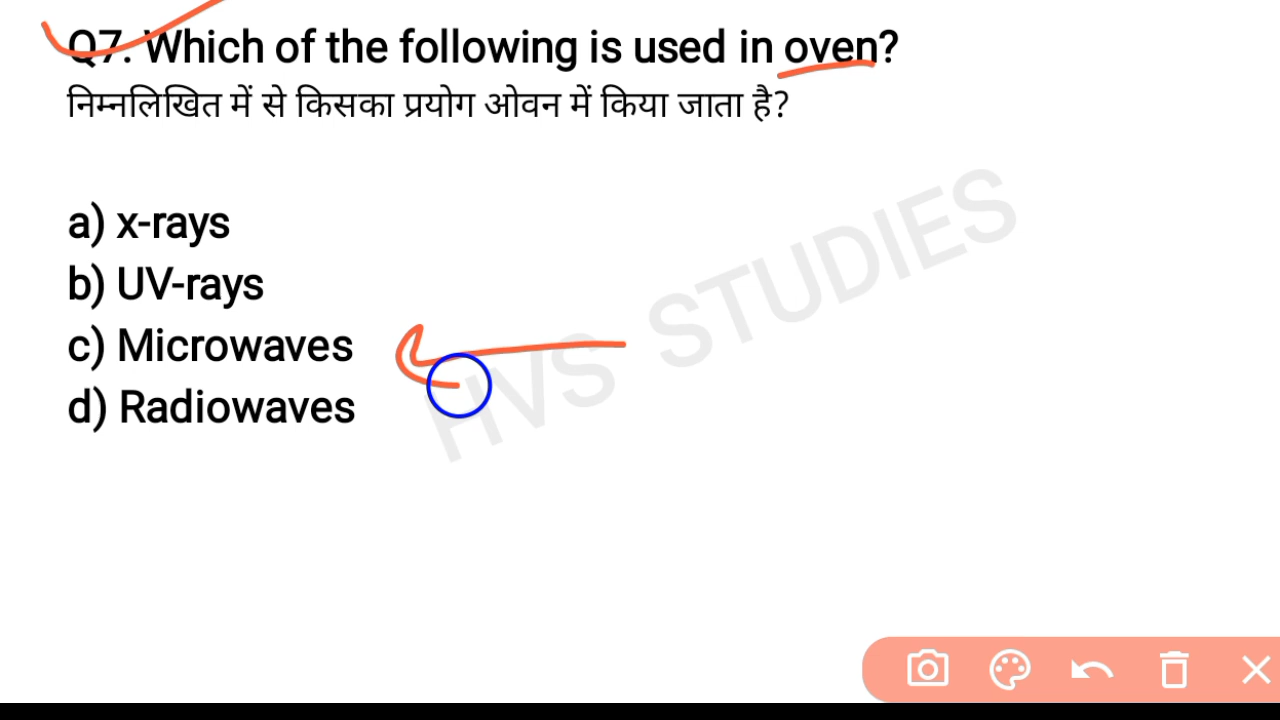 Q7. Which of the following is used in oven?
निम्नलिखित में से किसका प्रयोग ओवन में किया जाता है?
a) x-rays
b) UV-rays
c) Microwaves
d) Radiowaves
HVS STUDIES